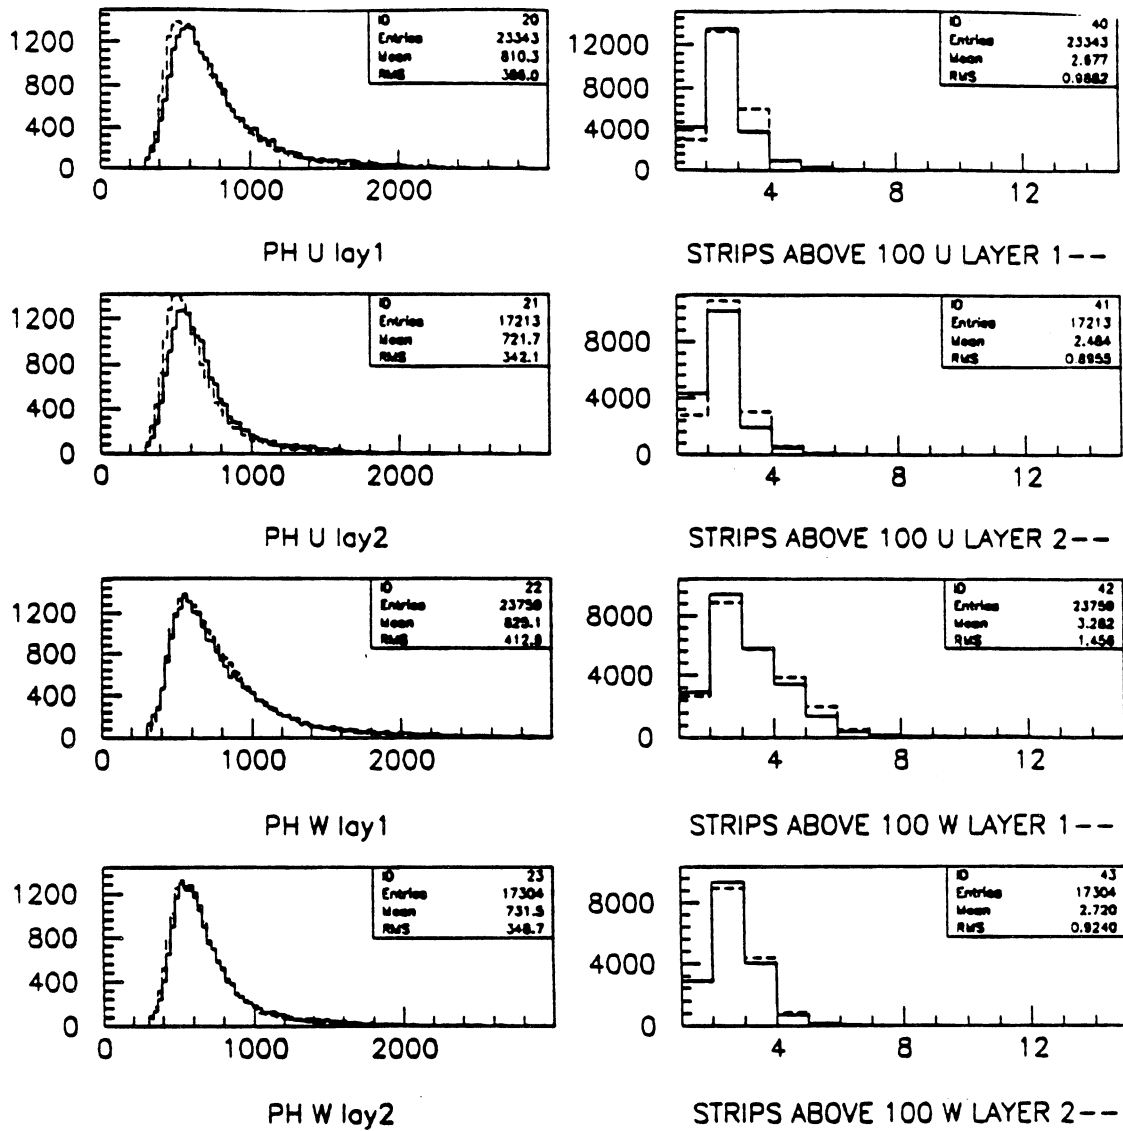 ID 20
Entries 23343
Mean 810.3
RMS 386.0
1200
800
400
0
0 1000 2000
PH U lay1
ID 40
Entries 23343
Mean 2.677
RMS 0.9882
12000
8000
4000
0
4 8 12
STRIPS ABOVE 100 U LAYER 1--
ID 21
Entries 17213
Mean 721.7
RMS 342.1
1200
800
400
0
0 1000 2000
PH U lay2
ID 41
Entries 17213
Mean 2.484
RMS 0.8955
8000
4000
0
4 8 12
STRIPS ABOVE 100 U LAYER 2--
ID 22
Entries 23750
Mean 829.1
RMS 412.8
1200
800
400
0
0 1000 2000
PH W lay1
ID 42
Entries 23750
Mean 3.282
RMS 1.456
8000
4000
0
4 8 12
STRIPS ABOVE 100 W LAYER 1--
ID 23
Entries 17304
Mean 731.5
RMS 348.7
1200
800
400
0
0 1000 2000
PH W lay2
ID 43
Entries 17304
Mean 2.720
RMS 0.9240
8000
4000
0
4 8 12
STRIPS ABOVE 100 W LAYER 2--